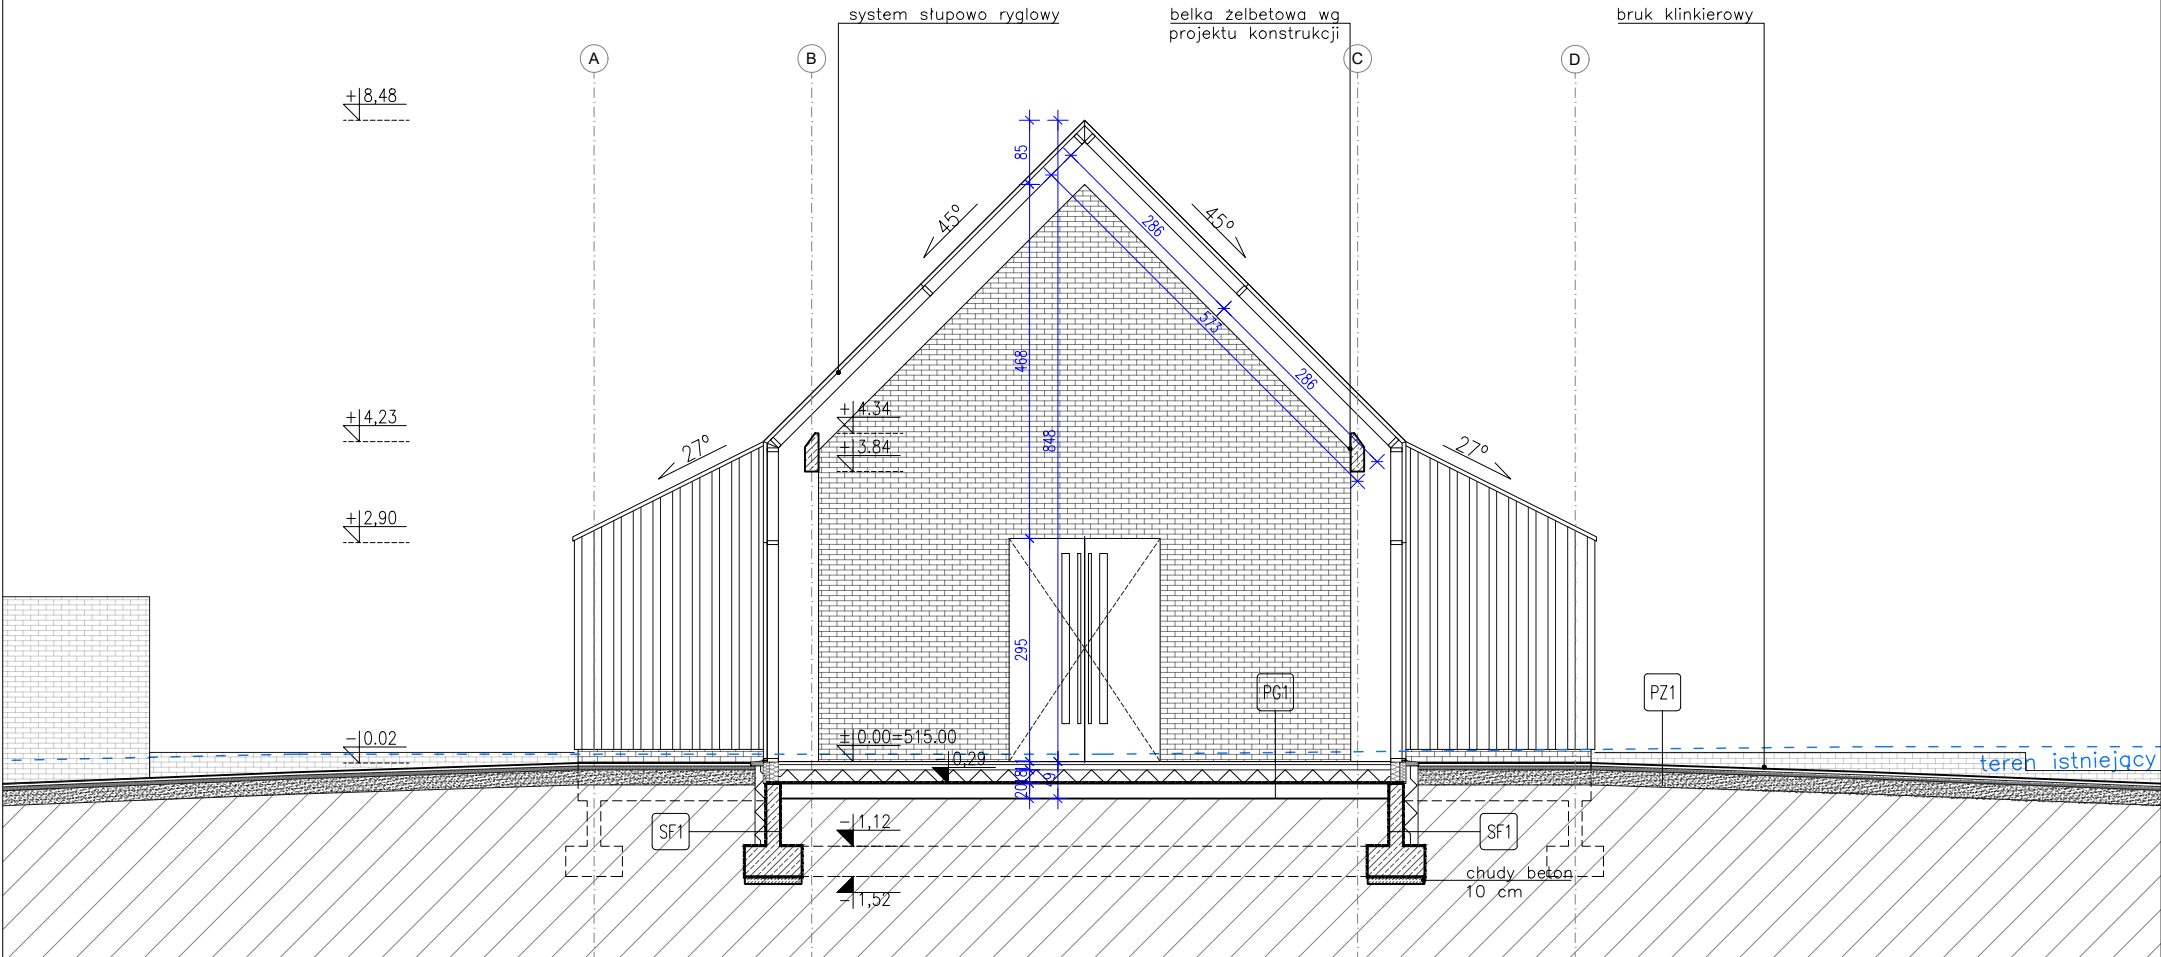 system słupowo ryglowy
belka żelbetowa wg
projektu konstrukcji
bruk klinkierowy
A
B
C
D
+8,48
85
45°
45°
286
573
468
286
+4,23
+4.34
848
27°
+3.84
27°
+2,90
295
PG1
PZ1
-0.02
±0.00=515.00
0,29
teren istniejący
49
SF1
-1,12
SF1
chudy beton
10 cm
-1,52